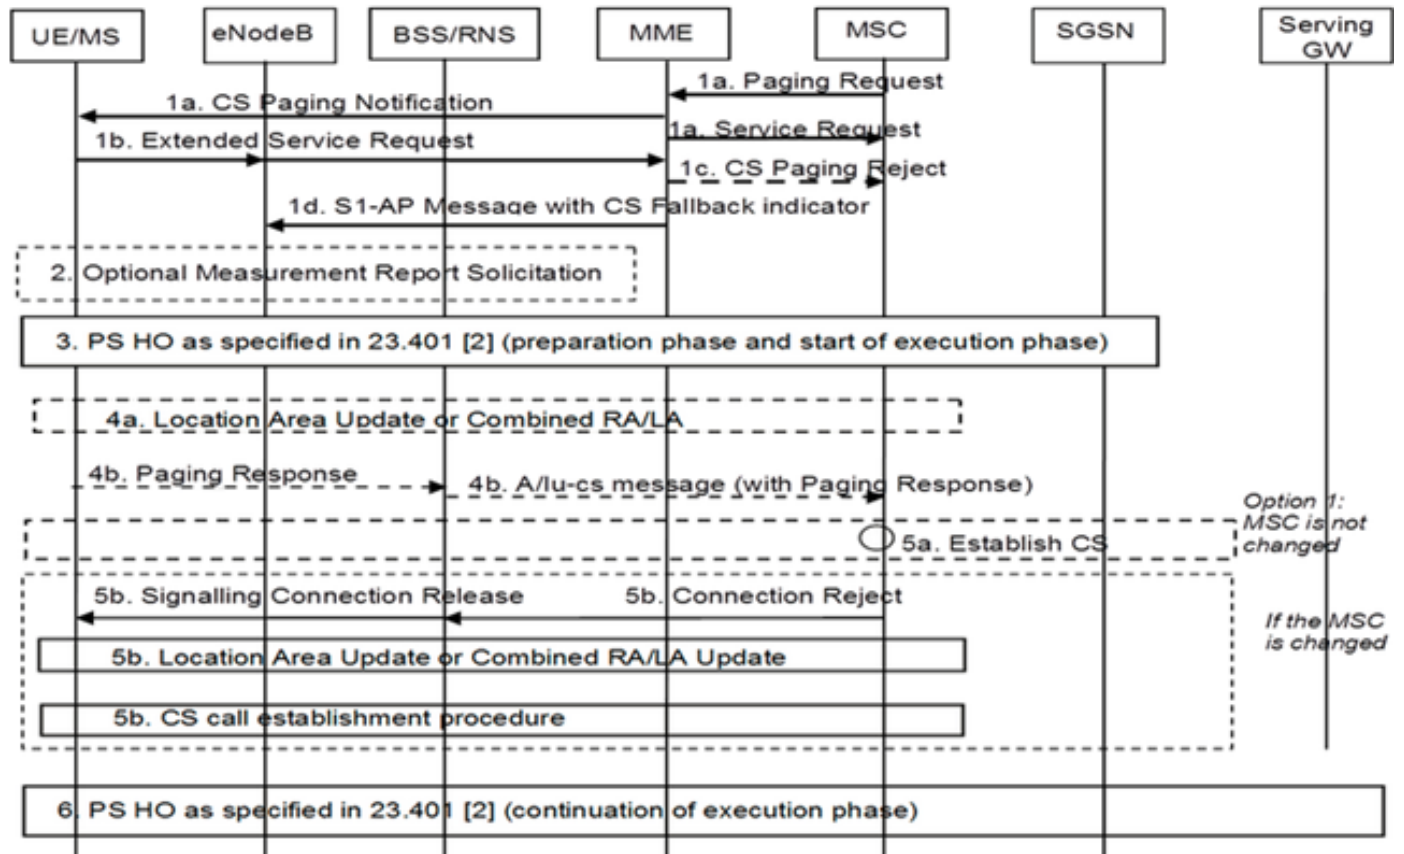 UE/MS
eNodeB
BSS/RNS
MME
MSC
SGSN
Serving
GW
1a. Paging Request
1a. CS Paging Notification
1a. Service Request
1b. Extended Service Request
1c. CS Paging Reject
1d. S1-AP Message with CS Fallback indicator
2. Optional Measurement Report Solicitation
3. PS HO as specified in 23.401 [2] (preparation phase and start of execution phase)
4a. Location Area Update or Combined RA/LA
4b. Paging Response
4b. A/Iu-cs message (with Paging Response)
Option 1:
MSC is not
changed
5a. Establish CS
5b. Signalling Connection Release
5b. Connection Reject
If the MSC
is changed
5b. Location Area Update or Combined RA/LA Update
5b. CS call establishment procedure
6. PS HO as specified in 23.401 [2] (continuation of execution phase)